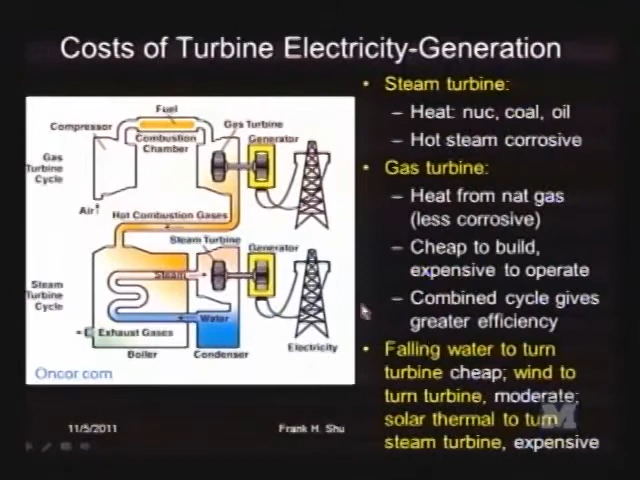 Costs of Turbine Electricity-Generation
Fuel
Compressor
Combustion
Chamber
Gas Turbine
Generator
Gas
Turbine
Cycle
Air
Hot Combustion Gases
Steam Turbine
Generator
Steam
Steam
Turbine
Cycle
Water
Exhaust Gases
Boiler
Condenser
Electricity
Oncor com
• Steam turbine:
– Heat: nuc, coal, oil
– Hot steam corrosive
• Gas turbine:
– Heat from nat gas
(less corrosive)
– Cheap to build,
expensive to operate
– Combined cycle gives
greater efficiency
• Falling water to turn
turbine cheap; wind to
turn turbine, moderate;
solar thermal to turn
steam turbine, expensive
11/5/2011
Frank H. Shu
M